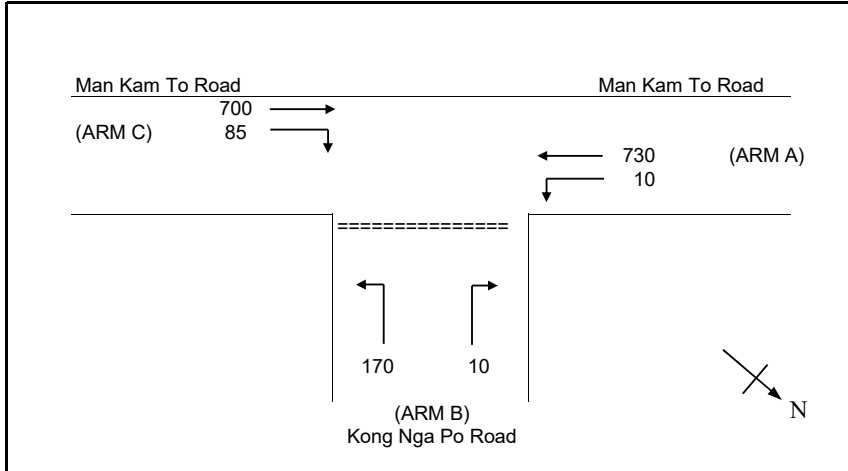 Man Kam To Road
Man Kam To Road
700
(ARM C)
85
730
(ARM A)
10
170
10
(ARM B)
Kong Nga Po Road
N